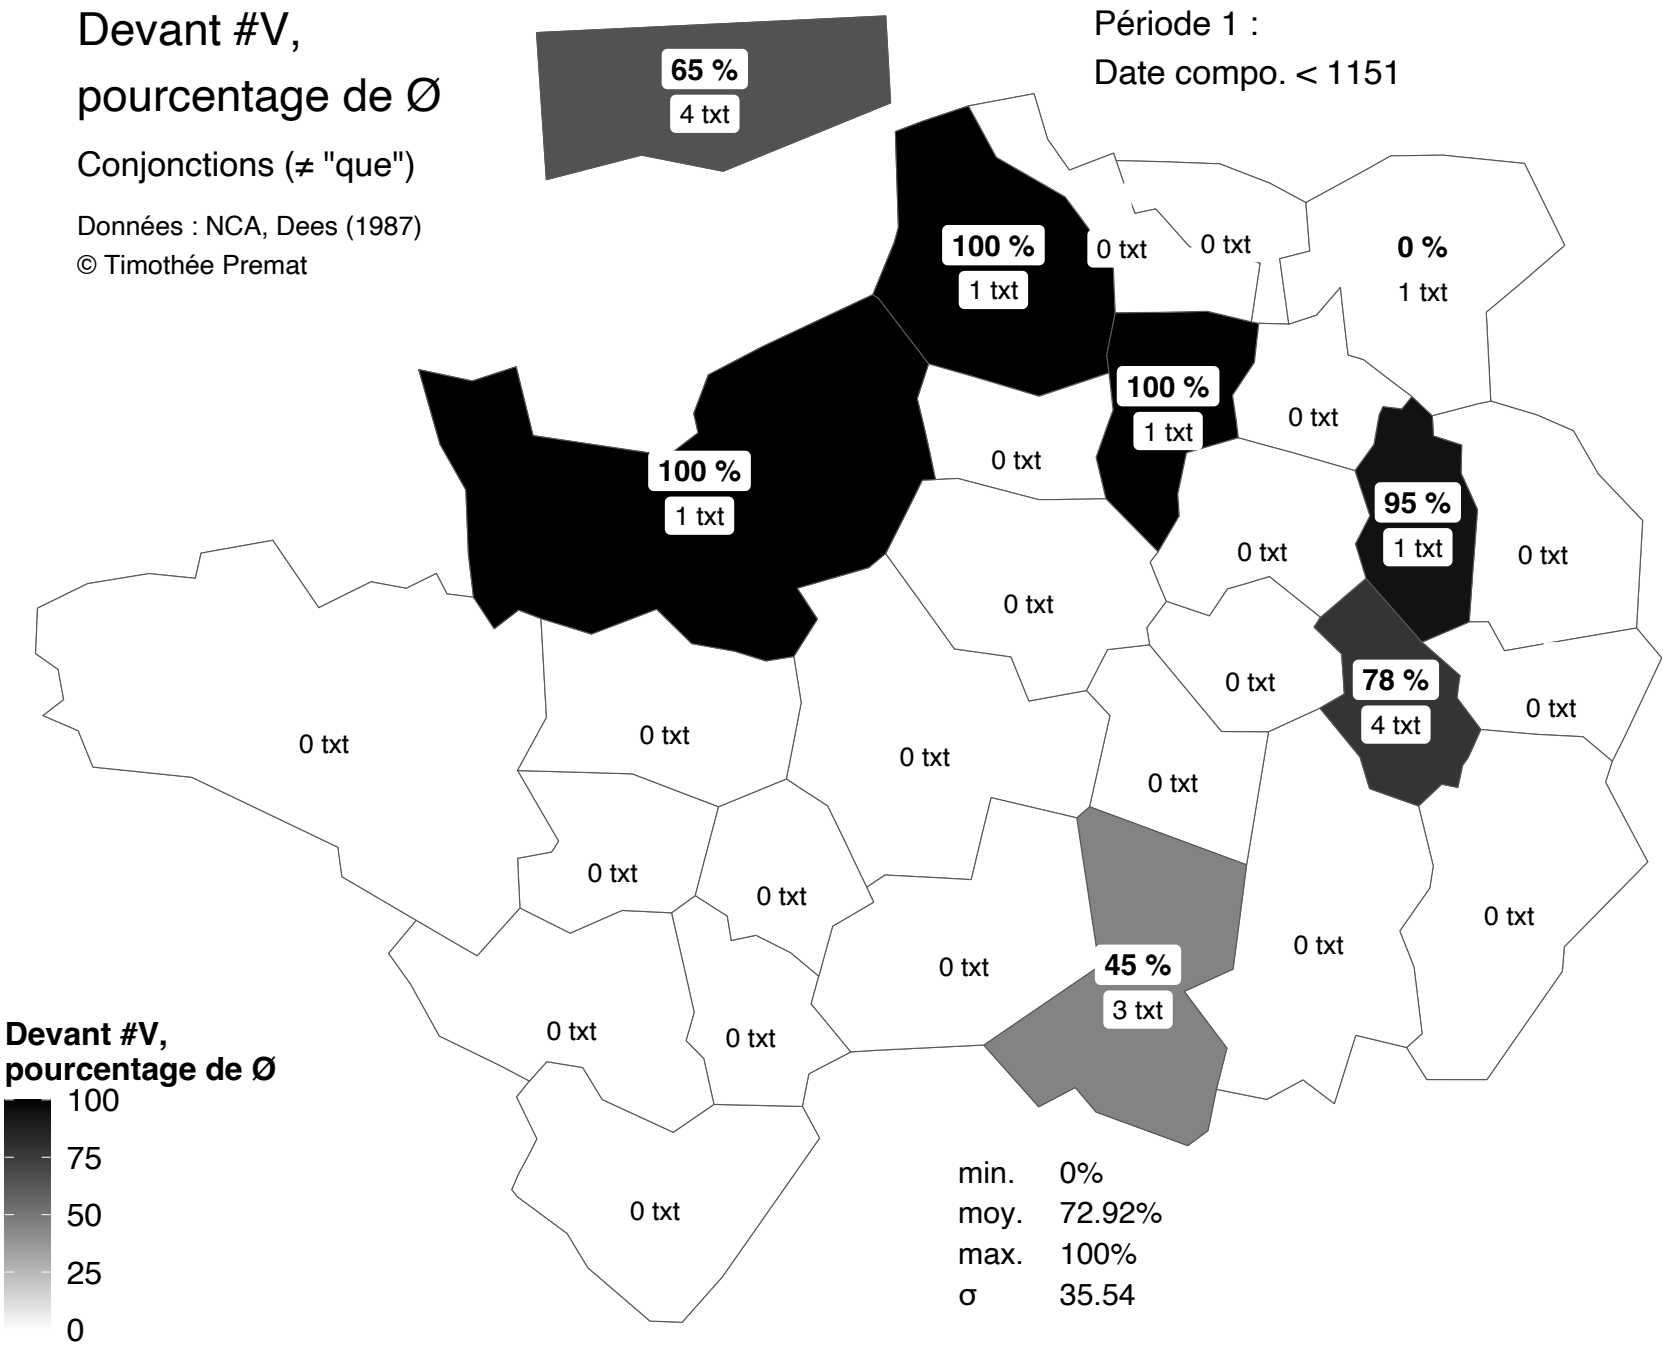 Devant #V,
pourcentage de Ø
Conjonctions (≠ "que")
Données : NCA, Dees (1987)
© Timothée Premat
Période 1 :
Date compo. < 1151
65 %
4 txt
100 %
1 txt
0 txt
0 txt
0 %
1 txt
100 %
1 txt
0 txt
0 txt
100 %
1 txt
95 %
1 txt
0 txt
0 txt
0 txt
0 txt
78 %
4 txt
0 txt
0 txt
0 txt
0 txt
0 txt
0 txt
0 txt
0 txt
0 txt
0 txt
0 txt
45 %
3 txt
0 txt
0 txt
0 txt
Devant #V,
pourcentage de Ø
100
75
50
25
0
min. 0%
moy. 72.92%
max. 100%
σ 35.54